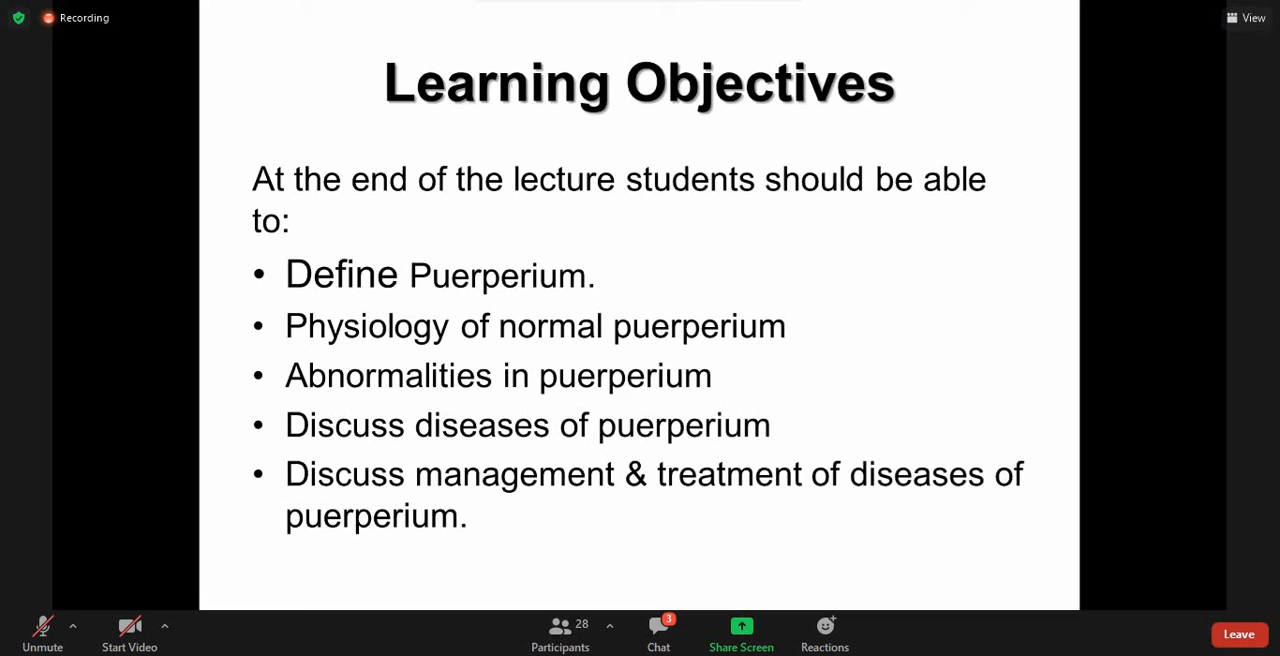 Recording
View
Learning Objectives
At the end of the lecture students should be able
to:
• Define Puerperium.
• Physiology of normal puerperium
• Abnormalities in puerperium
• Discuss diseases of puerperium
• Discuss management & treatment of diseases of
puerperium.
28
3
Unmute
Start Video
Participants
Chat
Share Screen
Reactions
Leave